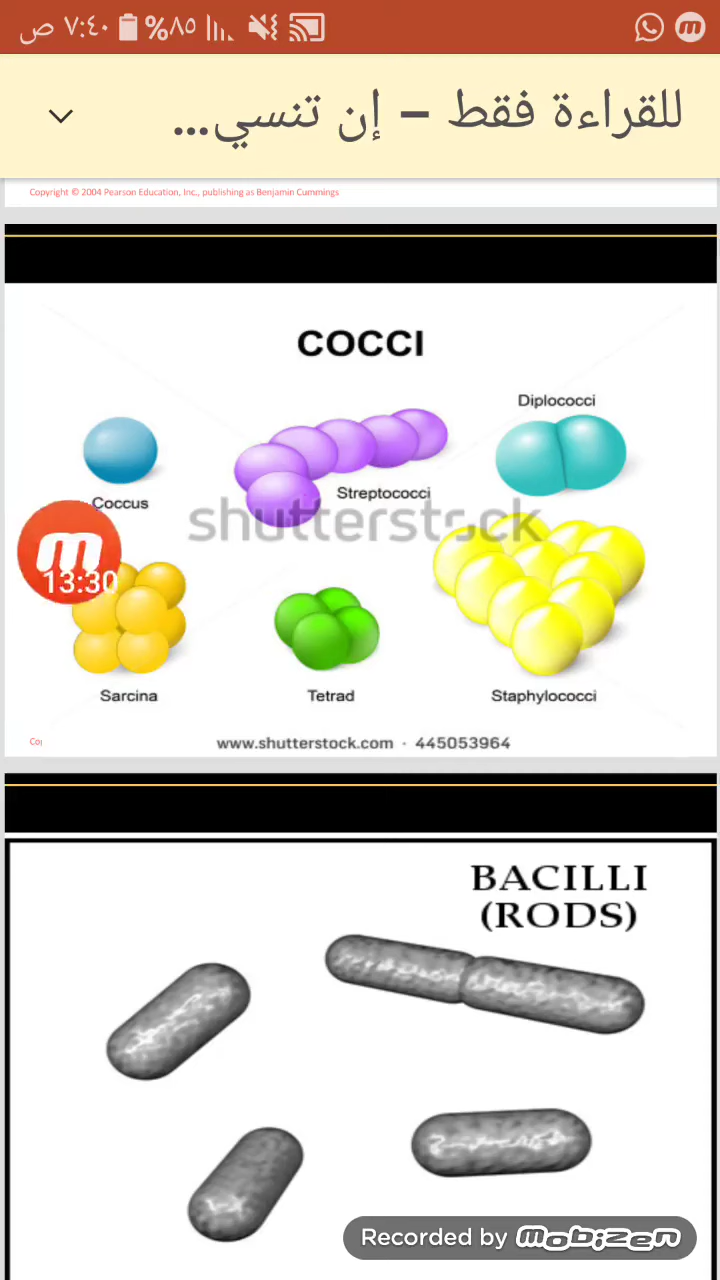 ٧:٤٠ ص ٨٥%
للقراءة فقط – إن تنسي...
Copyright © 2004 Pearson Education, Inc., publishing as Benjamin Cummings
COCCI
Diplococci
Streptococci
Coccus
shutterstock
13:30
Sarcina
Tetrad
Staphylococci
www.shutterstock.com · 445053964
BACILLI
(RODS)
Recorded by mobizen